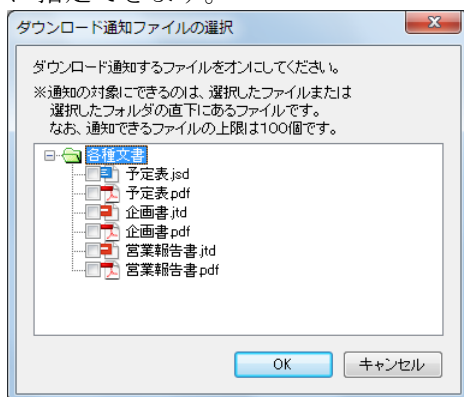 に指定できます。
ダウンロード通知ファイルの選択
ダウンロード通知するファイルをオンにしてください。
※通知の対象にできるのは、選択したファイルまたは
選択したフォルダの直下にあるファイルです。
なお、通知できるファイルの上限は100個です。
各種文書
予定表.jsd
予定表.pdf
企画書.jtd
企画書.pdf
営業報告書.jtd
営業報告書.pdf
OK
キャンセル